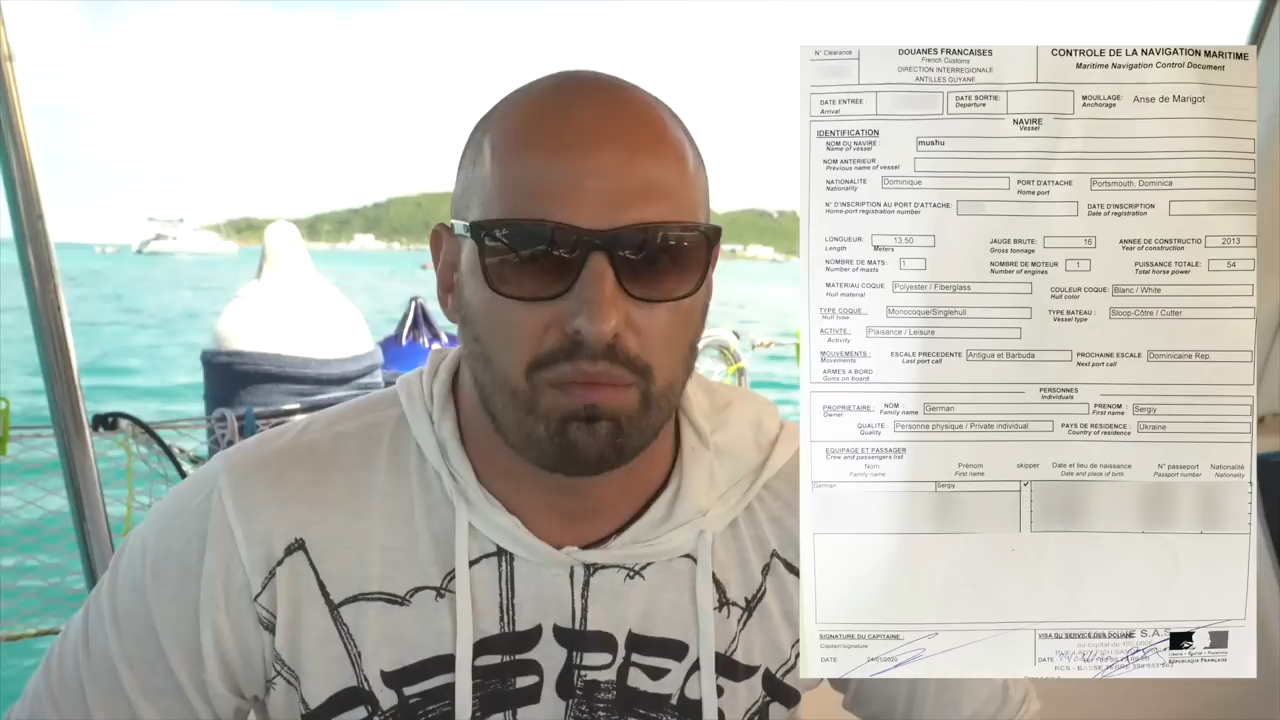 N° Clearance
DOUANES FRANCAISES
French Customs
DIRECTION INTERREGIONALE
ANTILLES GUYANE
CONTROLE DE LA NAVIGATION MARITIME
Maritime Navigation Control Document
DATE ENTREE :
Arrival
DATE SORTIE:
Departure
MOUILLAGE:
Anchorage
Anse de Marigot
NAVIRE
Vessel
IDENTIFICATION
NOM DU NAVIRE :
Name of vessel
mushu
NOM ANTERIEUR :
Previous name of vessel
NATIONALITE
Nationality
Dominique
PORT D'ATTACHE
Home port
Portsmouth, Dominica
N° D'INSCRIPTION AU PORT D'ATTACHE:
Home-port registration number
DATE D'INSCRIPTION
Date of registration
LONGUEUR:
Length
13.50
Meters
JAUGE BRUTE:
Gross tonnage
16
ANNEE DE CONSTRUCTIO
Year of construction
2013
NOMBRE DE MATS:
Number of masts
1
NOMBRE DE MOTEUR
Number of engines
1
PUISSANCE TOTALE:
Total horse power
54
MATERIAU COQUE
Hull material
Polyester / Fiberglass
COULEUR COQUE:
Hull color
Blanc / White
TYPE COQUE :
Hull type
Monocoque/Singlehull
TYPE BATEAU:
Vessel type
Sloop-Côtre / Cutter
ACTIVITE :
Activity
Plaisance / Leisure
MOUVEMENTS :
Movements
ESCALE PRECEDENTE
Last port call
Antigua et Barbuda
PROCHAINE ESCALE
Next port call
Dominicaine Rep.
ARMES A BORD :
Guns on board
PERSONNES
Individuals
PROPRIETAIRE :
Owner
NOM :
Family name
German
PRENOM :
First name
Sergiy
QUALITE :
Quality
Personne physique / Private individual
PAYS DE RESIDENCE :
Country of residence
Ukraine
EQUIPAGE ET PASSAGER
Crew and passengers list
Nom
Family name
Prénom
First name
skipper
Date et lieu de naissance
Date and place of birth
N° passeport
Passport number
Nationalité
Nationality
German
Sergiy
SIGNATURE DU CAPITAINE :
Captain'signature
DATE
24/01/2020
VISA DU SERVICE DES DOUANE
E S.A.S
DATE
BASSE TERRE
RÉPUBLIQUE FRANÇAISE
RESPECT